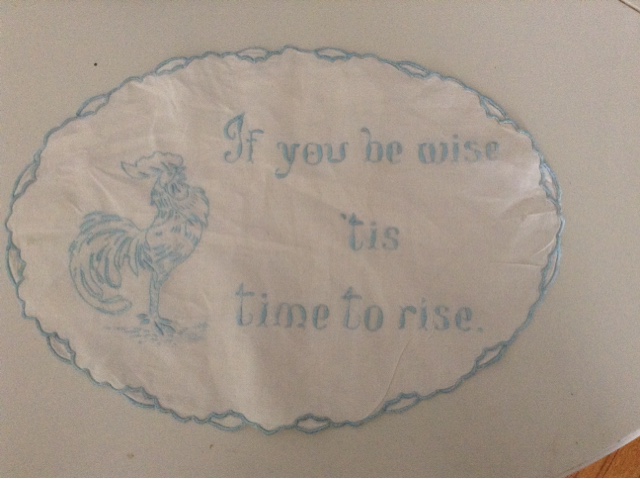 If you be wise
'tis
time to rise.